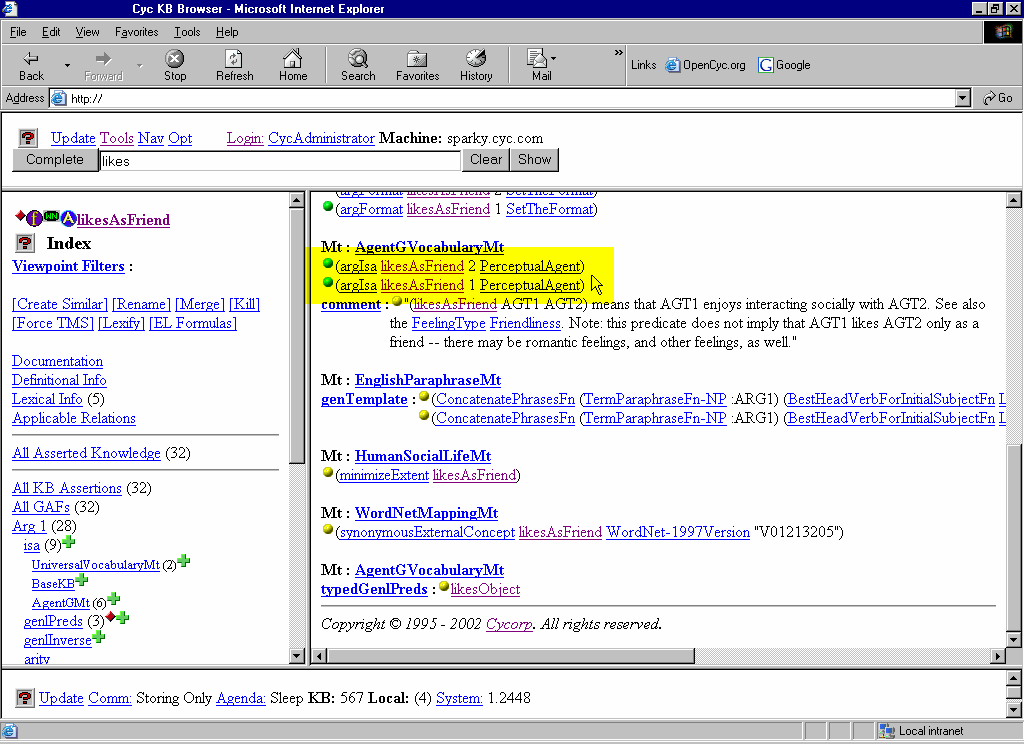 Cyc KB Browser - Microsoft Internet Explorer
File Edit View Favorites Tools Help
Back Forward Stop Refresh Home Search Favorites History Mail » Links OpenCyc.org Google
Address http:// Go
Update Tools Nav Opt Login: CycAdministrator Machine: sparky.cyc.com
Complete likes Clear Show
likesAsFriend
Index
Viewpoint Filters :
[Create Similar] [Rename] [Merge] [Kill]
[Force TMS] [Lexify] [EL Formulas]
Documentation
Definitional Info
Lexical Info (5)
Applicable Relations
All Asserted Knowledge (32)
All KB Assertions (32)
All GAFs (32)
Arg 1 (28)
isa (9)
UniversalVocabularyMt (2)
BaseKB
AgentGMt (6)
genlPreds (3)
genlInverse
arity
(argFormat likesAsFriend 2 SetTheFormat)
(argFormat likesAsFriend 1 SetTheFormat)
Mt : AgentGVocabularyMt
(argIsa likesAsFriend 2 PerceptualAgent)
(argIsa likesAsFriend 1 PerceptualAgent)
comment : "(likesAsFriend AGT1 AGT2) means that AGT1 enjoys interacting socially with AGT2. See also
the FeelingType Friendliness. Note: this predicate does not imply that AGT1 likes AGT2 only as a
friend -- there may be romantic feelings, and other feelings, as well."
Mt : EnglishParaphraseMt
genTemplate : (ConcatenatePhrasesFn (TermParaphraseFn-NP :ARG1) (BestHeadVerbForInitialSubjectFn
(ConcatenatePhrasesFn (TermParaphraseFn-NP :ARG1) (BestHeadVerbForInitialSubjectFn
Mt : HumanSocialLifeMt
(minimizeExtent likesAsFriend)
Mt : WordNetMappingMt
(synonymousExternalConcept likesAsFriend WordNet-1997Version "V01213205")
Mt : AgentGVocabularyMt
typedGenlPreds : likesObject
Copyright © 1995 - 2002 Cycorp. All rights reserved.
Update Comm: Storing Only Agenda: Sleep KB: 567 Local: (4) System: 1.2448
Local intranet